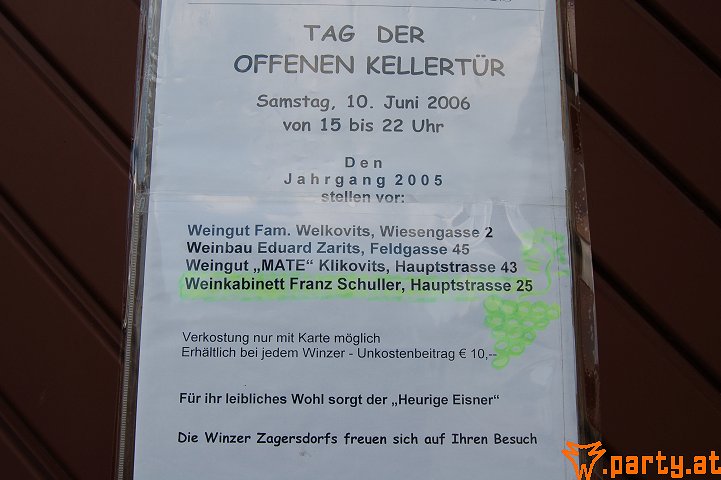 TAG DER
OFFENEN KELLERTÜR
Samstag, 10. Juni 2006
von 15 bis 22 Uhr
Den
Jahrgang 2005
stellen vor:
Weingut Fam. Welkovits, Wiesengasse 2
Weinbau Eduard Zarits, Feldgasse 45
Weingut „MATE“ Klikovits, Hauptstrasse 43
Weinkabinett Franz Schuller, Hauptstrasse 25
Verkostung nur mit Karte möglich
Erhältlich bei jedem Winzer - Unkostenbeitrag € 10,--
Für ihr leibliches Wohl sorgt der „Heurige Eisner“
Die Winzer Zagersdorfs freuen sich auf Ihren Besuch
w.party.at